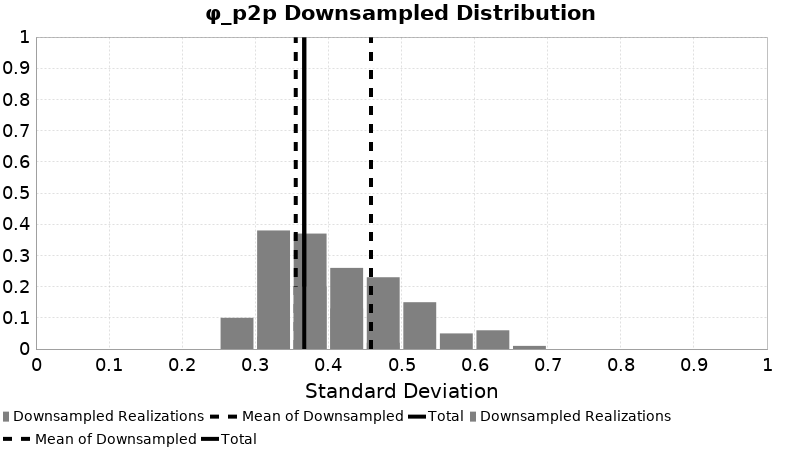 φ_p2p Downsampled Distribution
1
0.9
0.8
0.7
0.6
0.5
0.4
0.3
0.2
0.1
0
0 0.1 0.2 0.3 0.4 0.5 0.6 0.7 0.8 0.9 1
Standard Deviation
Downsampled Realizations Mean of Downsampled Total Downsampled Realizations
Mean of Downsampled Total